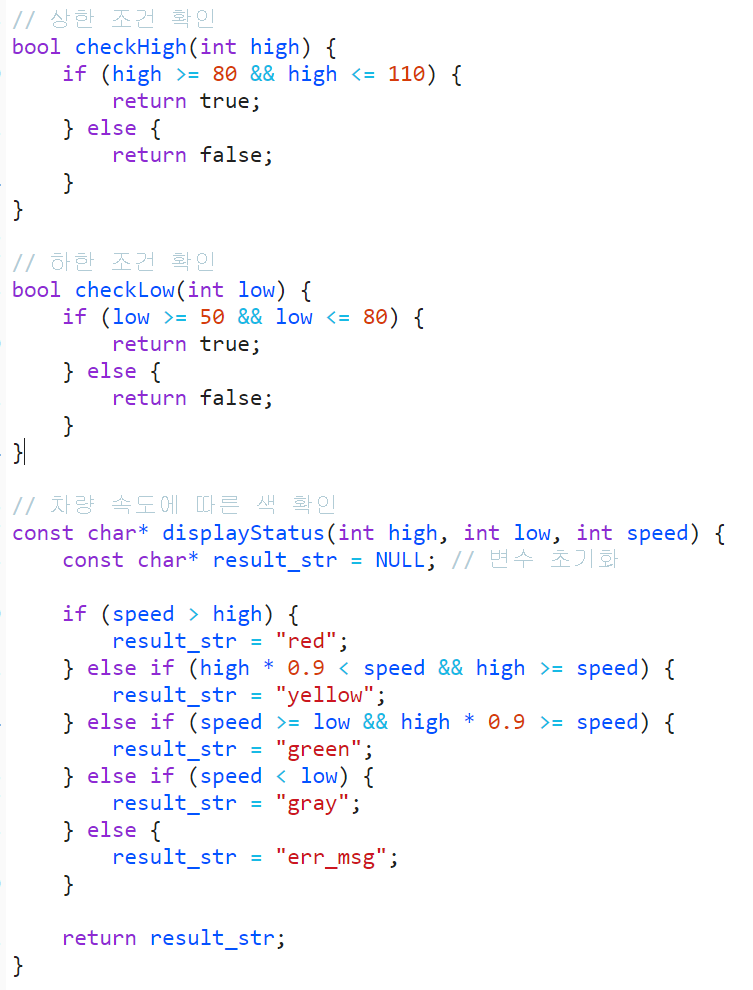 // 상한 조건 확인
bool checkHigh(int high) {
    if (high >= 80 && high <= 110) {
        return true;
    } else {
        return false;
    }
}

// 하한 조건 확인
bool checkLow(int low) {
    if (low >= 50 && low <= 80) {
        return true;
    } else {
        return false;
    }
}

// 차량 속도에 따른 색 확인
const char* displayStatus(int high, int low, int speed) {
    const char* result_str = NULL; // 변수 초기화

    if (speed > high) {
        result_str = "red";
    } else if (high * 0.9 < speed && high >= speed) {
        result_str = "yellow";
    } else if (speed >= low && high * 0.9 >= speed) {
        result_str = "green";
    } else if (speed < low) {
        result_str = "gray";
    } else {
        result_str = "err_msg";
    }

    return result_str;
}